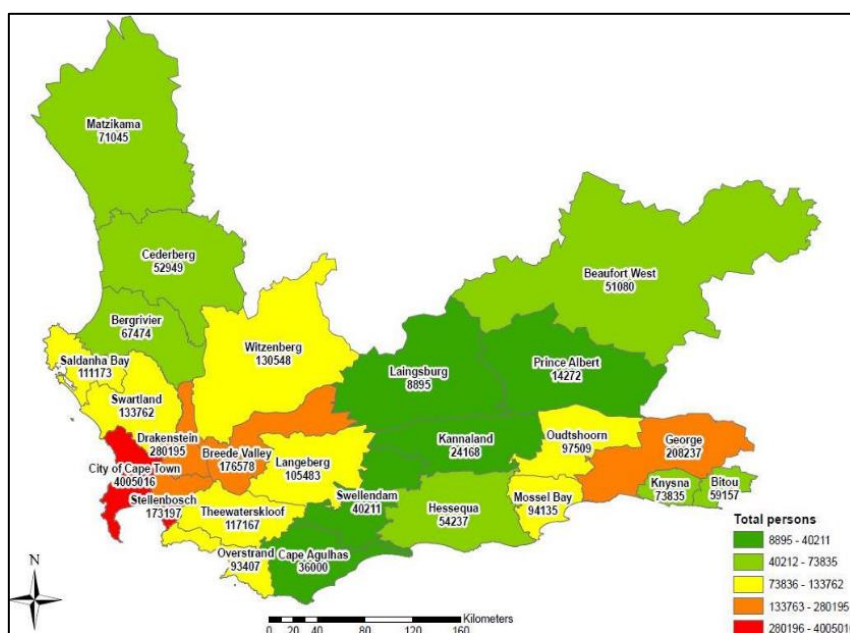 Matzikama
71045
Cederberg
52949
Beaufort West
51080
Bergrivier
67474
Saldanha Bay
111173
Witzenberg
130548
Laingsburg
8895
Prince Albert
14272
Swartland
133762
Drakenstein
280195
Breede Valley
176578
Langeberg
105483
Kannaland
24168
Oudtshoorn
97509
George
208237
City of Cape Town
4005016
Stellenbosch
173197
Theewaterskloof
117167
Swellendam
40211
Hessequa
54237
Mossel Bay
94135
Knysna
73835
Bitou
59157
Overstrand
93407
Cape Agulhas
36000
N
Kilometers
0 20 40 80 120 160
Total persons
8895 - 40211
40212 - 73835
73836 - 133762
133763 - 280195
280196 - 4005016